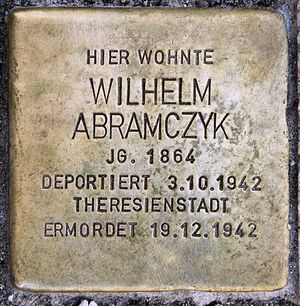 HIER WOHNTE
WILHELM
ABRAMCZYK
JG. 1864
DEPORTIERT 3.10.1942
THERESIENSTADT
ERMORDET 19.12.1942